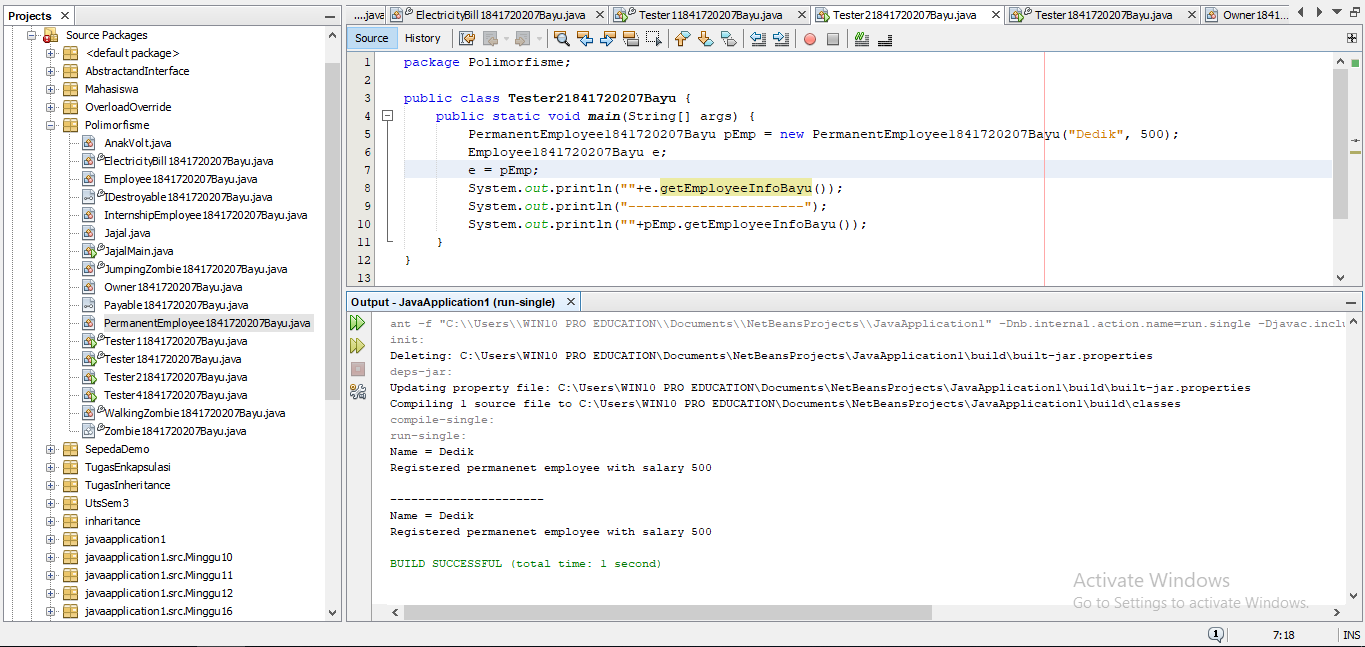 Projects
Source Packages
<default package>
AbstractandInterface
Mahasiswa
OverloadOverride
Polimorfisme
AnakVolt.java
ElectricityBill1841720207Bayu.java
Employee1841720207Bayu.java
IDestroyable1841720207Bayu.java
InternshipEmployee1841720207Bayu.java
Jajal.java
JajalMain.java
JumpingZombie1841720207Bayu.java
Owner1841720207Bayu.java
Payable1841720207Bayu.java
PermanentEmployee1841720207Bayu.java
Tester11841720207Bayu.java
Tester1841720207Bayu.java
Tester21841720207Bayu.java
Tester41841720207Bayu.java
WalkingZombie1841720207Bayu.java
Zombie1841720207Bayu.java
SepedaDemo
TugasEnkapsulasi
TugasInheritance
UtsSem3
inharitance
javaapplication1
javaapplication1.src.Minggu10
javaapplication1.src.Minggu11
javaapplication1.src.Minggu12
javaapplication1.src.Minggu16
....java ElectricityBill1841720207Bayu.java Tester11841720207Bayu.java Tester21841720207Bayu.java Tester1841720207Bayu.java Owner1841...
Source History
1 package Polimorfisme;
2
3 public class Tester21841720207Bayu {
4 public static void main(String[] args) {
5 PermanentEmployee1841720207Bayu pEmp = new PermanentEmployee1841720207Bayu("Dedik", 500);
6 Employee1841720207Bayu e;
7 e = pEmp;
8 System.out.println(""+e.getEmployeeInfoBayu());
9 System.out.println("----------------------");
10 System.out.println(""+pEmp.getEmployeeInfoBayu());
11 }
12 }
13
Output - JavaApplication1 (run-single)
ant -f "C:\\Users\\WIN10 PRO EDUCATION\\Documents\\NetBeansProjects\\JavaApplication1" -Dnb.internal.action.name=run.single -Djavac.inclu
init:
Deleting: C:\Users\WIN10 PRO EDUCATION\Documents\NetBeansProjects\JavaApplication1\build\built-jar.properties
deps-jar:
Updating property file: C:\Users\WIN10 PRO EDUCATION\Documents\NetBeansProjects\JavaApplication1\build\built-jar.properties
Compiling 1 source file to C:\Users\WIN10 PRO EDUCATION\Documents\NetBeansProjects\JavaApplication1\build\classes
compile-single:
run-single:
Name = Dedik
Registered permanenet employee with salary 500
----------------------
Name = Dedik
Registered permanenet employee with salary 500
BUILD SUCCESSFUL (total time: 1 second)
Activate Windows
Go to Settings to activate Windows.
1 7:18 INS